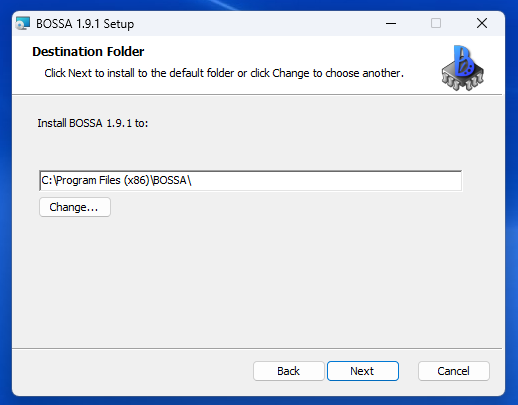 BOSSA 1.9.1 Setup
Destination Folder
Click Next to install to the default folder or click Change to choose another.
Install BOSSA 1.9.1 to:
C:\Program Files (x86)\BOSSA\
Change...
Back
Next
Cancel